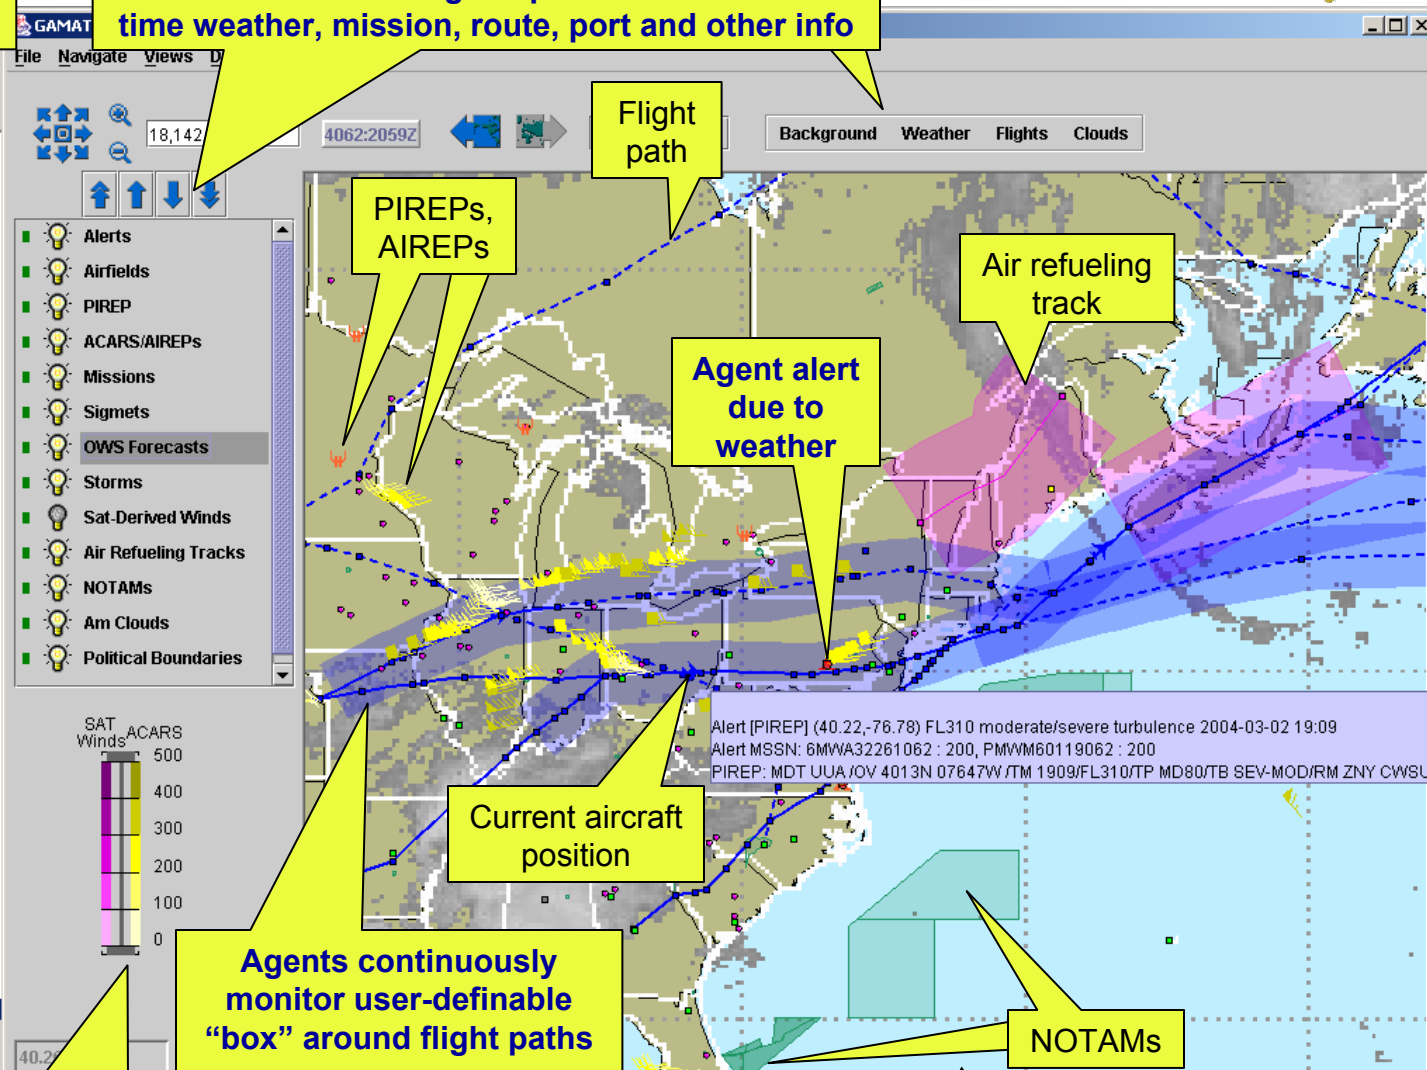 time weather, mission, route, port and other info
GAMAT
File Navigate Views D
18,142
4062:2059Z
Background Weather Flights Clouds
Flight
path
PIREPs,
AIREPs
Air refueling
track
Agent alert
due to
weather
Alerts
Airfields
PIREP
ACARS/AIREPs
Missions
Sigmets
OWS Forecasts
Storms
Sat-Derived Winds
Air Refueling Tracks
NOTAMs
Am Clouds
Political Boundaries
Alert [PIREP] (40.22,-76.78) FL310 moderate/severe turbulence 2004-03-02 19:09
Alert MSSN: 6MWA32261062 : 200, PMWM60119062 : 200
PIREP: MDT UUA /OV 4013N 07647W /TM 1909/FL310/TP MD80/TB SEV-MOD/RM ZNY CWSU
SAT
Winds
ACARS
500
400
300
200
100
0
Current aircraft
position
Agents continuously
monitor user-definable
“box” around flight paths
NOTAMs